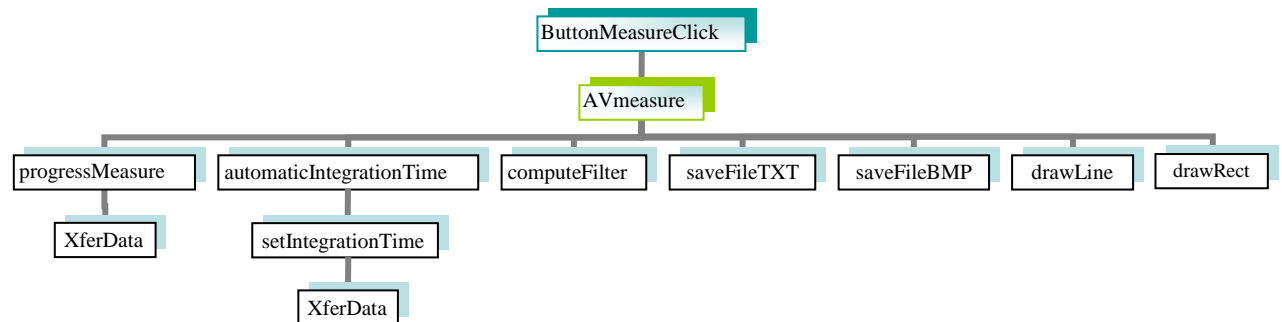 ButtonMeasureClick
AVmeasure
progressMeasure
automaticIntegrationTime
computeFilter
saveFileTXT
saveFileBMP
drawLine
drawRect
XferData
setIntegrationTime
XferData